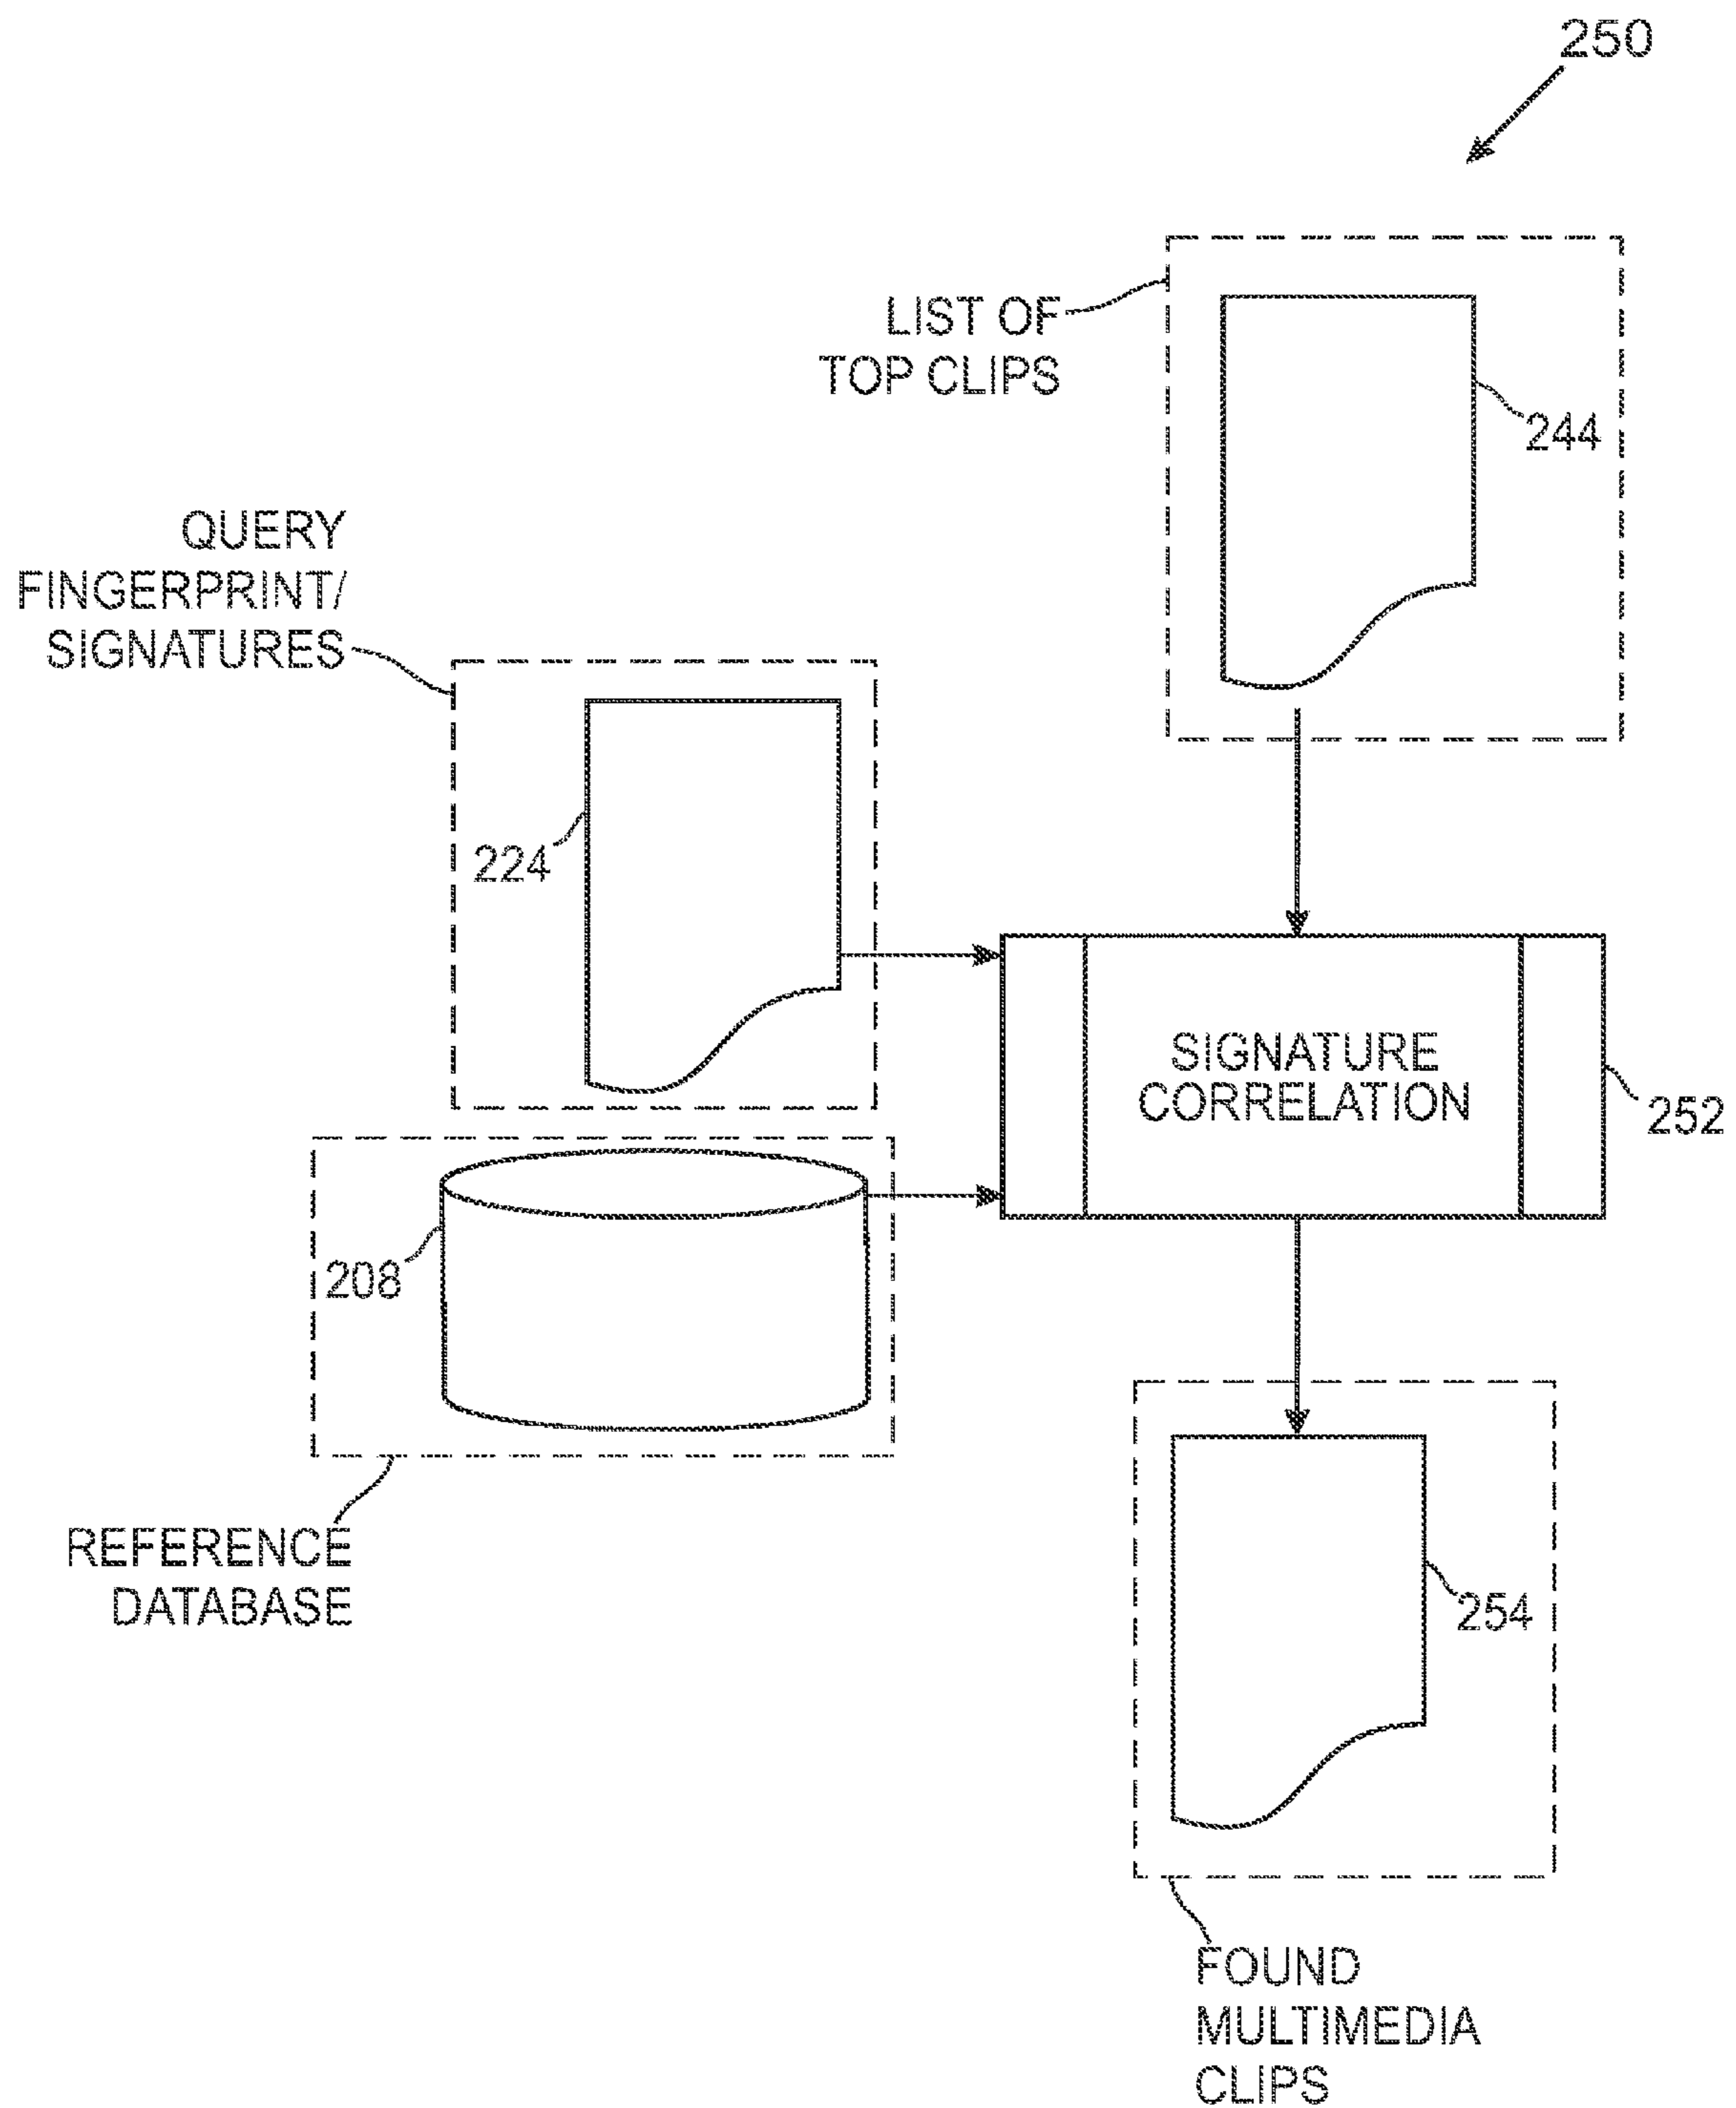 250
LIST OF
TOP CLIPS
244
QUERY
FINGERPRINT/
SIGNATURES
224
SIGNATURE
CORRELATION
252
208
REFERENCE
DATABASE
254
FOUND
MULTIMEDIA
CLIPS